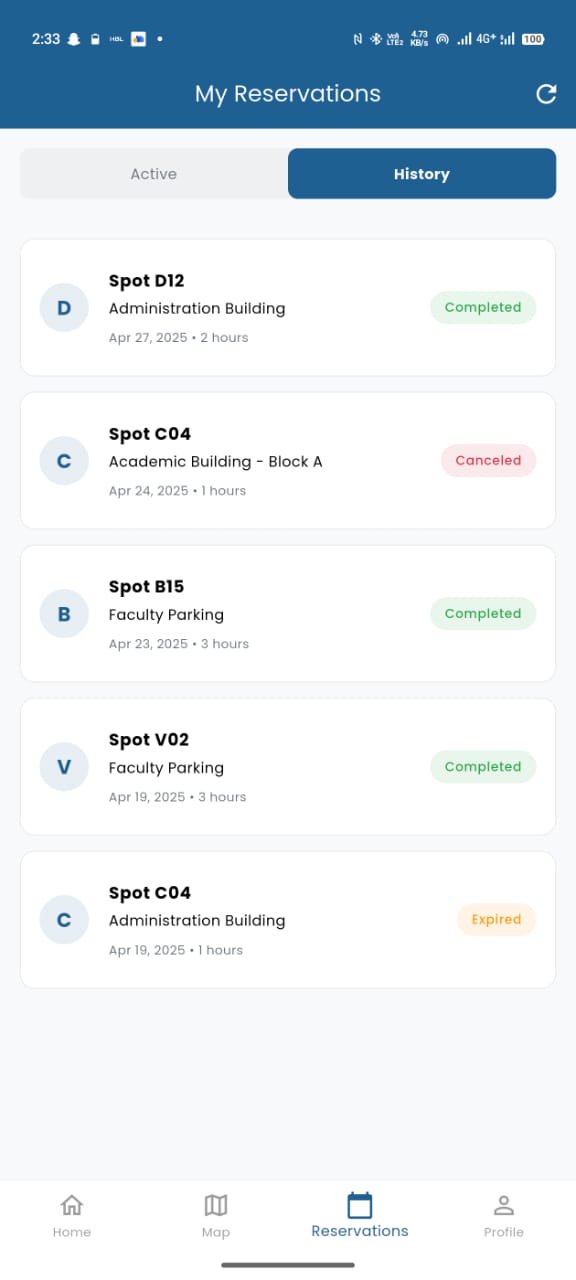 2:33 HBL Vo) LTE2 4.73 KB/s 4G+ 100
My Reservations
Active History
Spot D12
D Administration Building Completed
Apr 27, 2025 • 2 hours
Spot C04
C Academic Building - Block A Canceled
Apr 24, 2025 • 1 hours
Spot B15
B Faculty Parking Completed
Apr 23, 2025 • 3 hours
Spot V02
V Faculty Parking Completed
Apr 19, 2025 • 3 hours
Spot C04
C Administration Building Expired
Apr 19, 2025 • 1 hours
Home Map Reservations Profile